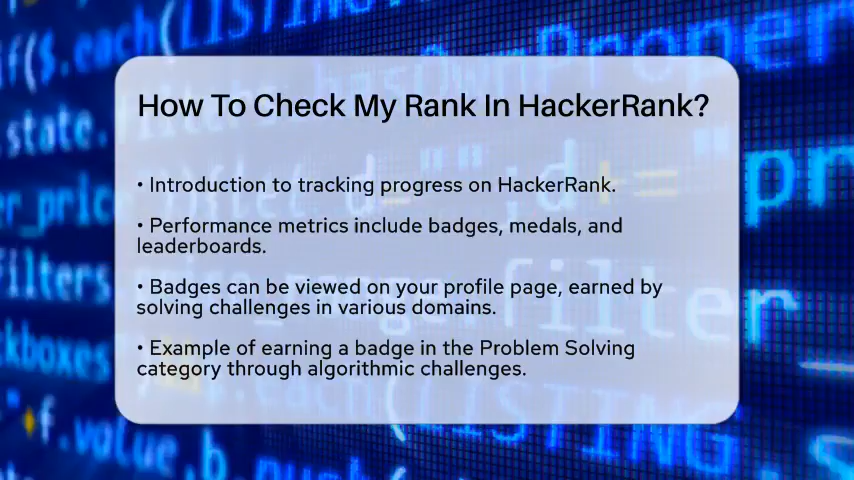 How To Check My Rank In HackerRank?
• Introduction to tracking progress on HackerRank.
• Performance metrics include badges, medals, and
leaderboards.
• Badges can be viewed on your profile page, earned by
solving challenges in various domains.
• Example of earning a badge in the Problem Solving
category through algorithmic challenges.